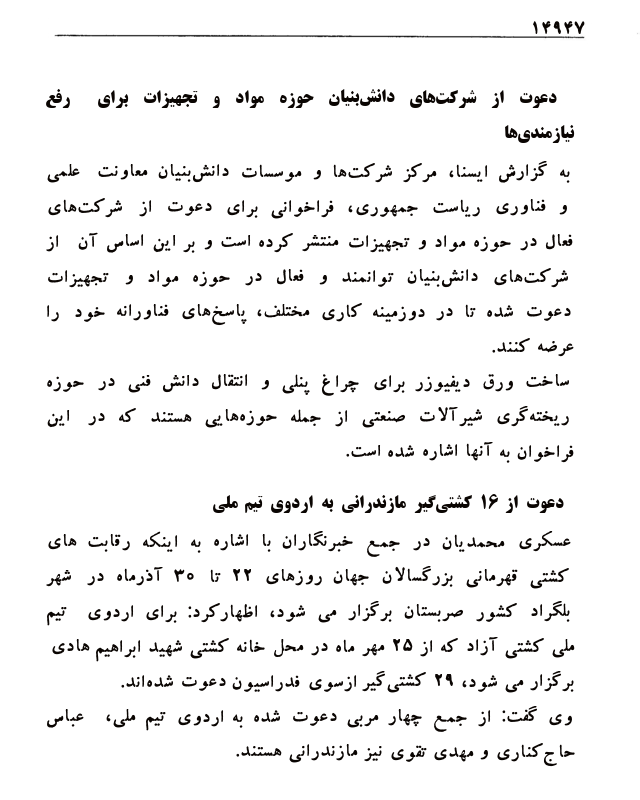 ۱۴۹۴۷
دعوت از شرکت‌های دانش‌بنیان حوزه مواد و تجهیزات برای رفع
نیازمندی‌ها
به گزارش ایسنا، مرکز شرکت‌ها و موسسات دانش‌بنیان معاونت علمی
و فناوری ریاست جمهوری، فراخوانی برای دعوت از شرکت‌های
فعال در حوزه مواد و تجهیزات منتشر کرده است و بر این اساس آن از
شرکت‌های دانش‌بنیان توانمند و فعال در حوزه مواد و تجهیزات
دعوت شده تا در دوزمینه کاری مختلف، پاسخ‌های فناورانه خود را
عرضه کنند.
ساخت ورق دیفیوزر برای چراغ پنلی و انتقال دانش فنی در حوزه
ریخته‌گری شیرآلات صنعتی از جمله حوزه‌هایی هستند که در این
فراخوان به آنها اشاره شده است.
دعوت از ۱۶ کشتی‌گیر مازندرانی به اردوی تیم ملی
عسکری محمدیان در جمع خبرنگاران با اشاره به اینکه رقابت های
کشتی قهرمانی بزرگسالان جهان روزهای ۲۲ تا ۳۰ آذرماه در شهر
بلگراد کشور صربستان برگزار می شود، اظهارکرد: برای اردوی تیم
ملی کشتی آزاد که از ۲۵ مهر ماه در محل خانه کشتی شهید ابراهیم هادی
برگزار می شود، ۲۹ کشتی‌گیر ازسوی فدراسیون دعوت شده‌اند.
وی گفت: از جمع چهار مربی دعوت شده به اردوی تیم ملی، عباس
حاج‌کناری و مهدی تقوی نیز مازندرانی هستند.